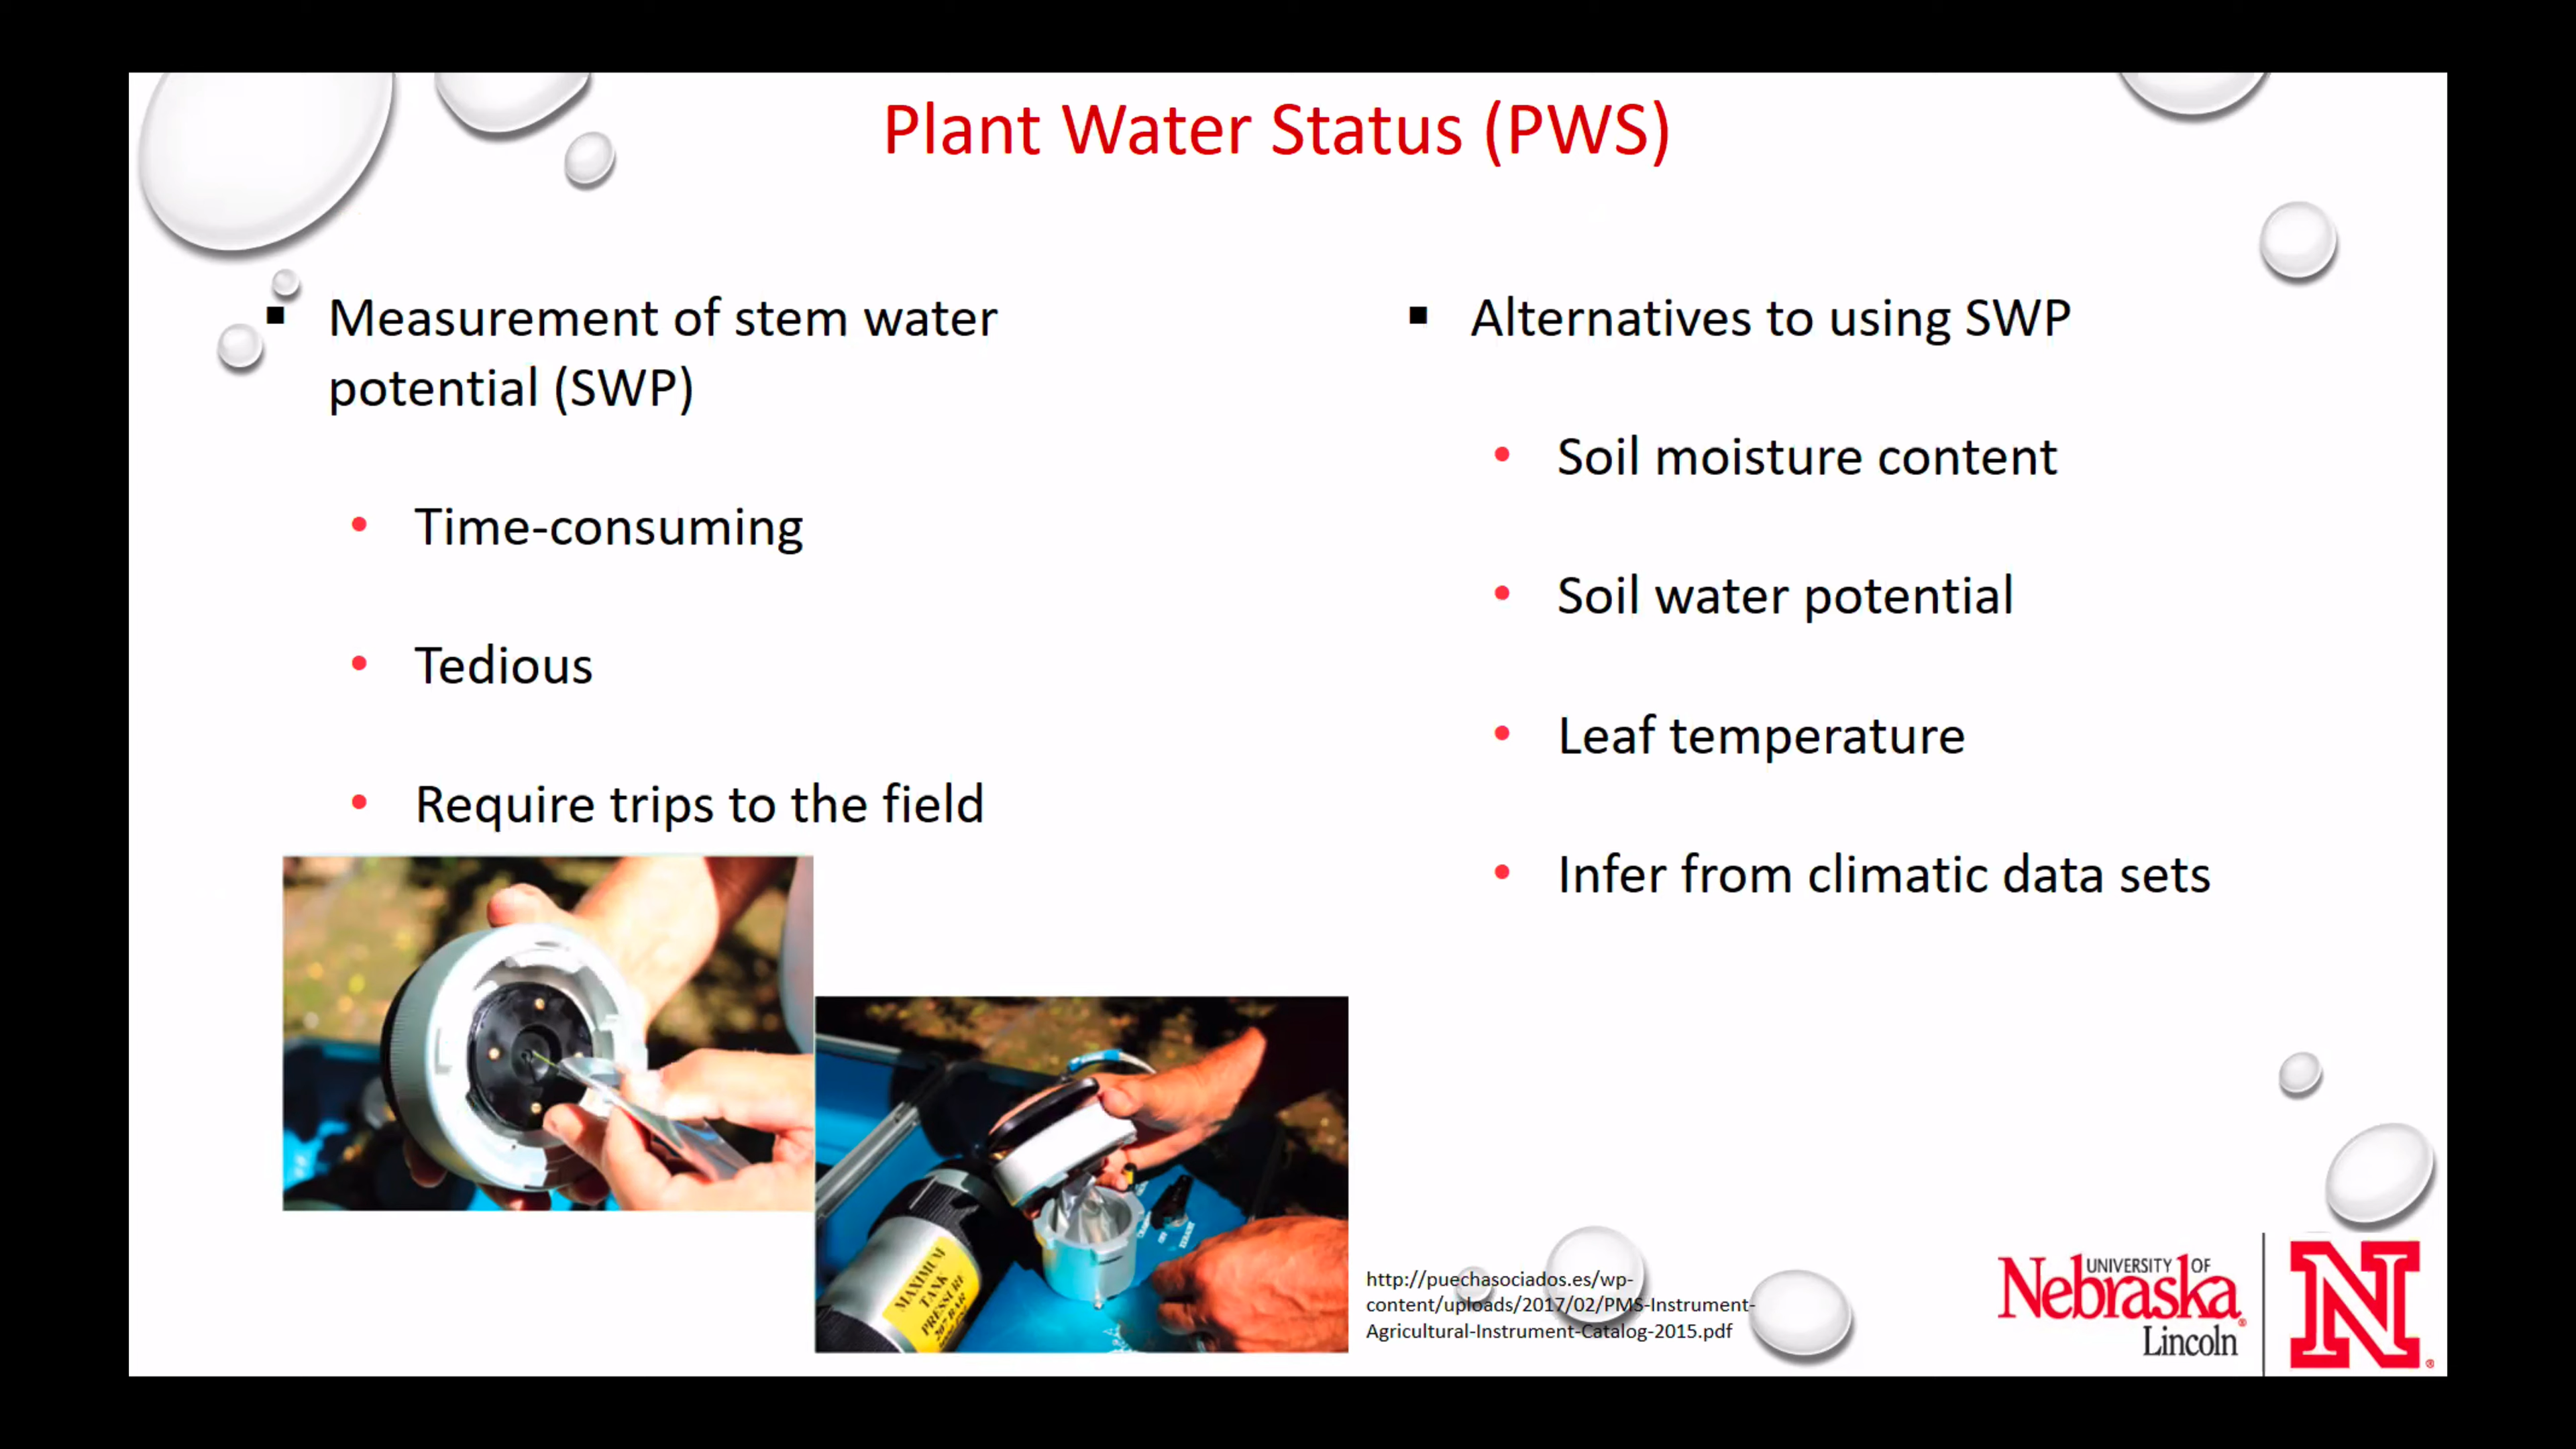 Plant Water Status (PWS)
▪ Measurement of stem water
potential (SWP)
• Time-consuming
• Tedious
• Require trips to the field
▪ Alternatives to using SWP
• Soil moisture content
• Soil water potential
• Leaf temperature
• Infer from climatic data sets
MAXIMUM
TANK
PRESSURE
http://puechasociados.es/wp-
content/uploads/2017/02/PMS-Instrument-
Agricultural-Instrument-Catalog-2015.pdf
UNIVERSITY OF
Nebraska®
Lincoln
N®